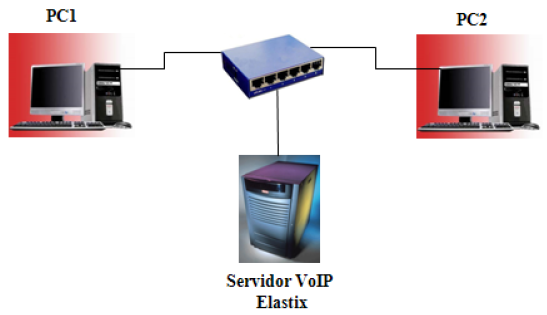 PC1
PC2
Servidor VoIP
Elastix